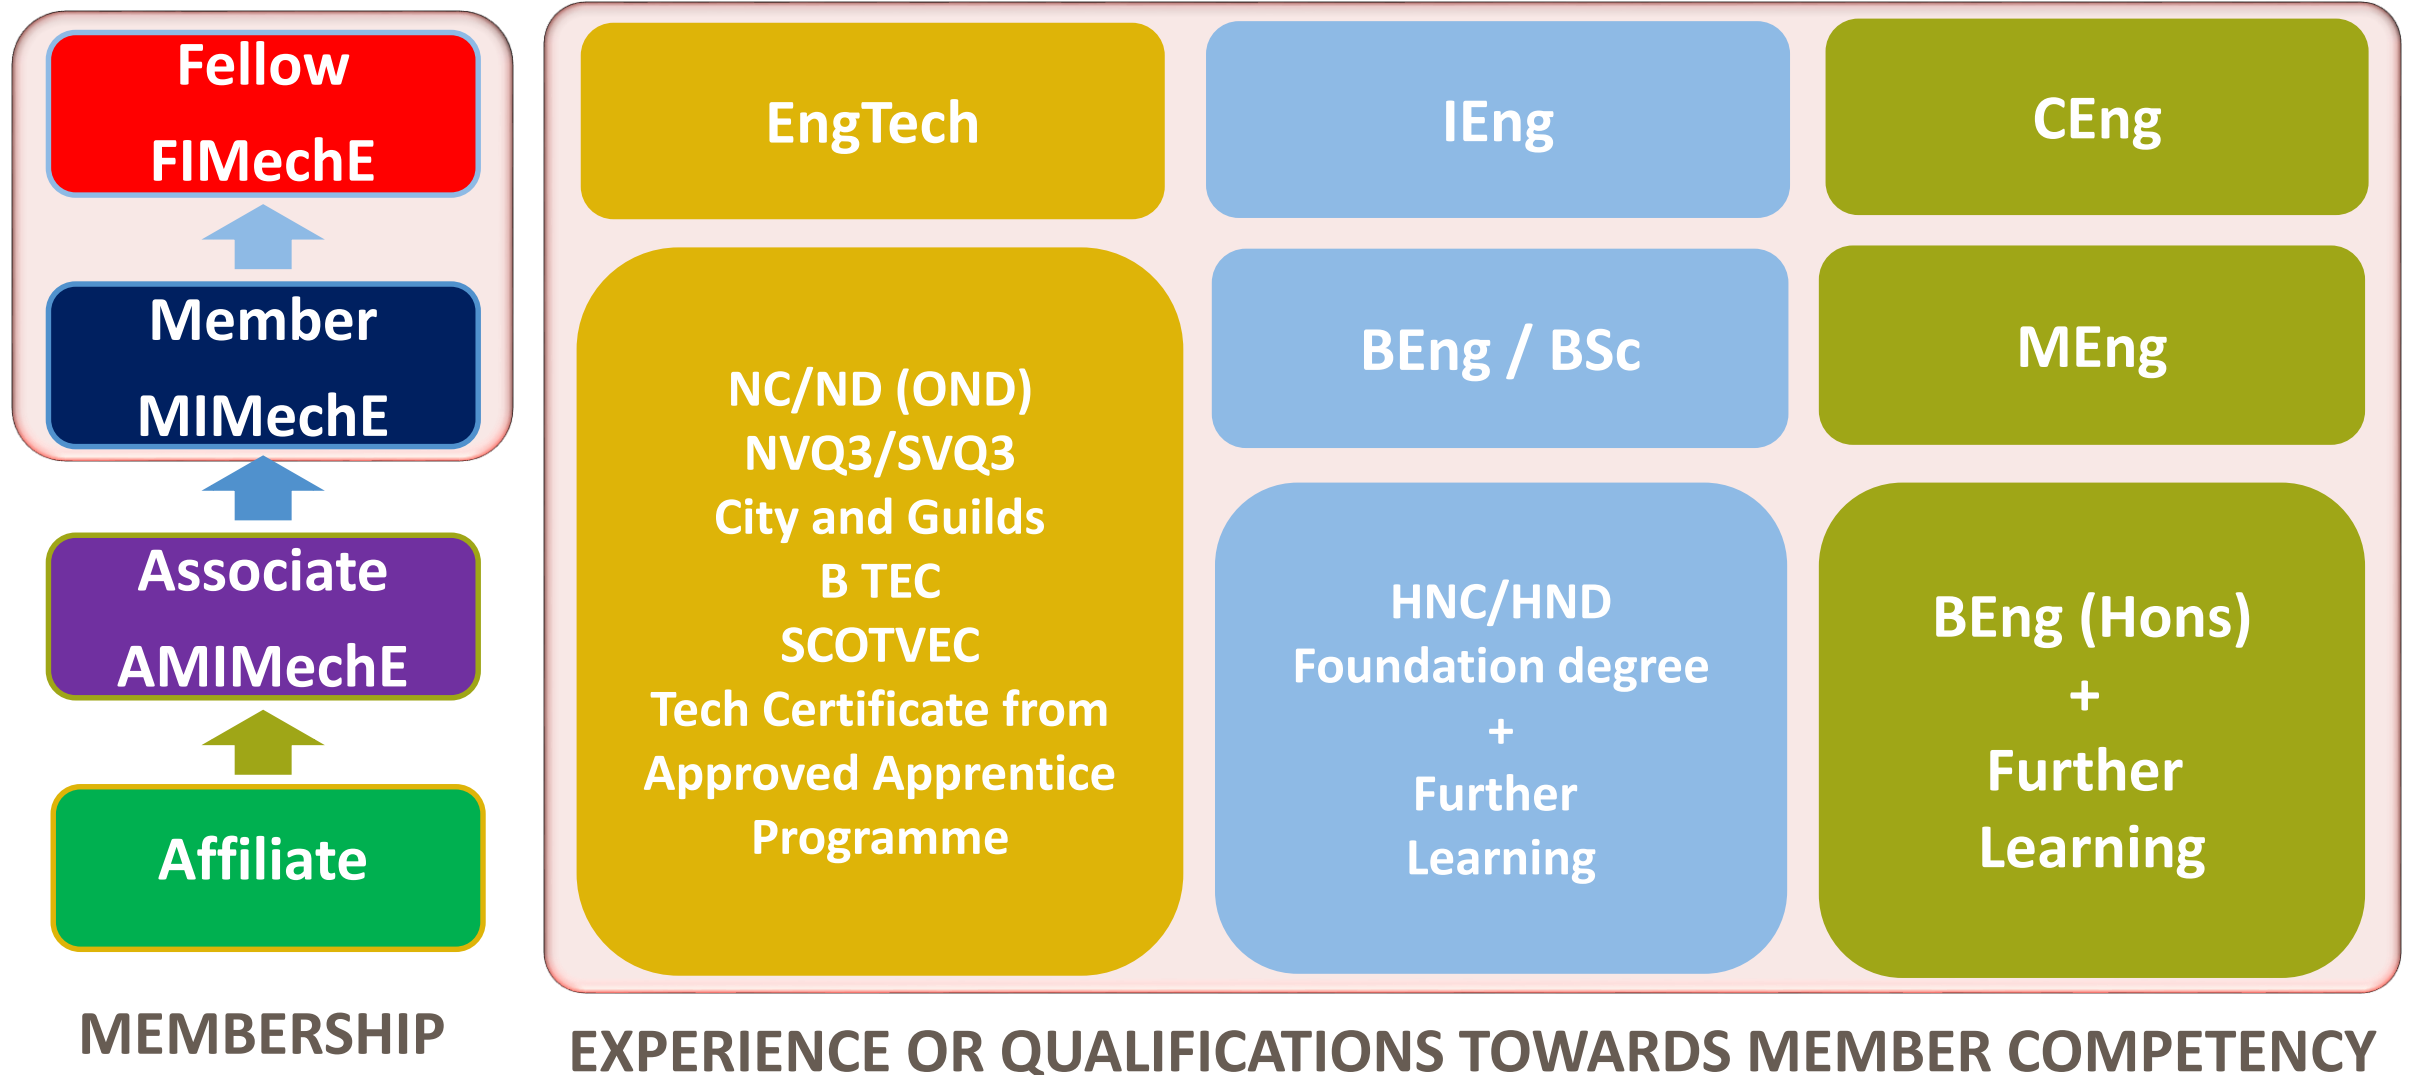 Fellow
FIMechE
Member
MIMechE
Associate
AMIMechE
Affiliate
MEMBERSHIP
EngTech
NC/ND (OND)
NVQ3/SVQ3
City and Guilds
B TEC
SCOTVEC
Tech Certificate from
Approved Apprentice
Programme
IEng
BEng / BSc
HNC/HND
Foundation degree
+
Further
Learning
CEng
MEng
BEng (Hons)
+
Further
Learning
EXPERIENCE OR QUALIFICATIONS TOWARDS MEMBER COMPETENCY